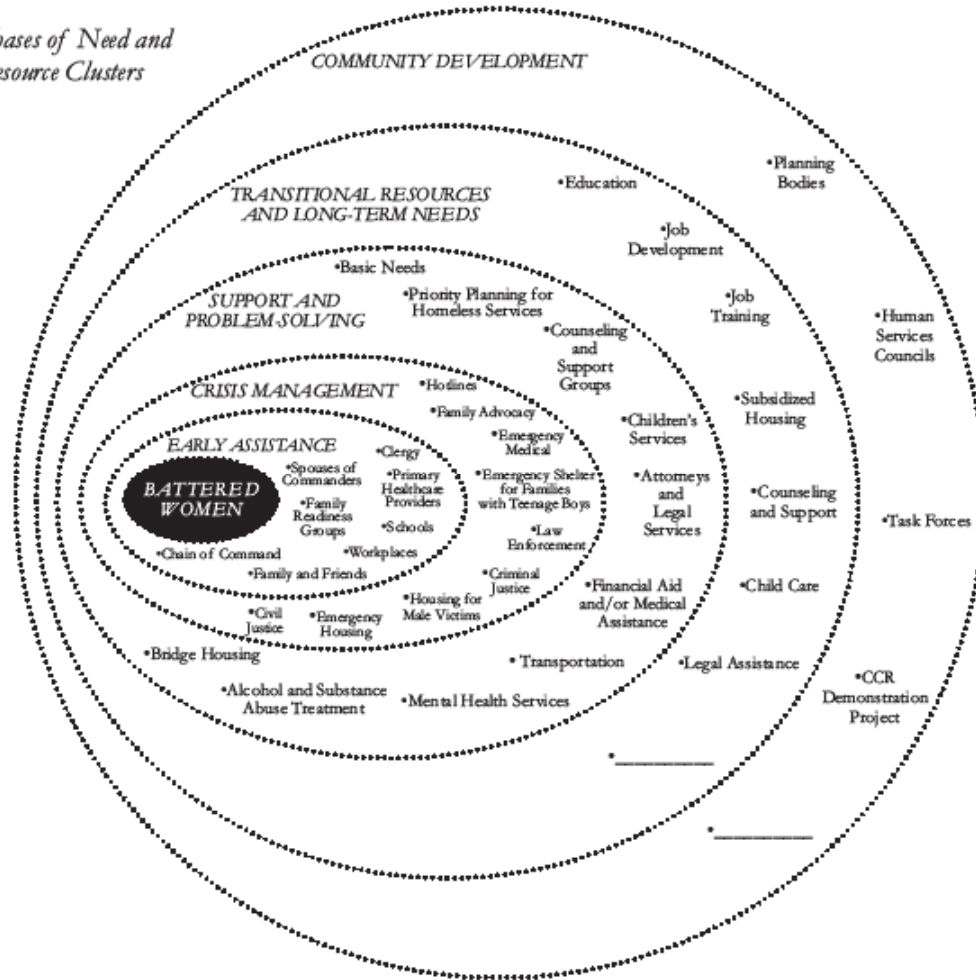 hases of Need and
esource Clusters
COMMUNITY DEVELOPMENT
•Planning
Bodies
•Human
Services
Councils
•Task Forces
•CCR
Demonstration
Project
•__________
TRANSITIONAL RESOURCES
AND LONG-TERM NEEDS
•Education
•Job
Development
•Job
Training
•Subsidized
Housing
•Counseling
and Support
•Child Care
•Legal Assistance
•__________
SUPPORT AND
PROBLEM-SOLVING
•Basic Needs
•Priority Planning for
Homeless Services
•Counseling
and
Support
Groups
•Children's
Services
•Attorneys
and
Legal
Services
•Financial Aid
and/or Medical
Assistance
•Transportation
•Mental Health Services
•Alcohol and Substance
Abuse Treatment
•Bridge Housing
CRISIS MANAGEMENT
•Hotlines
•Family Advocacy
•Emergency
Medical
•Emergency Shelter
for Families
with Teenage Boys
•Law
Enforcement
•Criminal
Justice
•Housing for
Male Victims
•Emergency
Housing
•Civil
Justice
EARLY ASSISTANCE
•Clergy
•Spouses of
Commanders
•Primary
Healthcare
Providers
•Family
Readiness
Groups
•Schools
•Workplaces
•Chain of Command
•Family and Friends
BATTERED
WOMEN